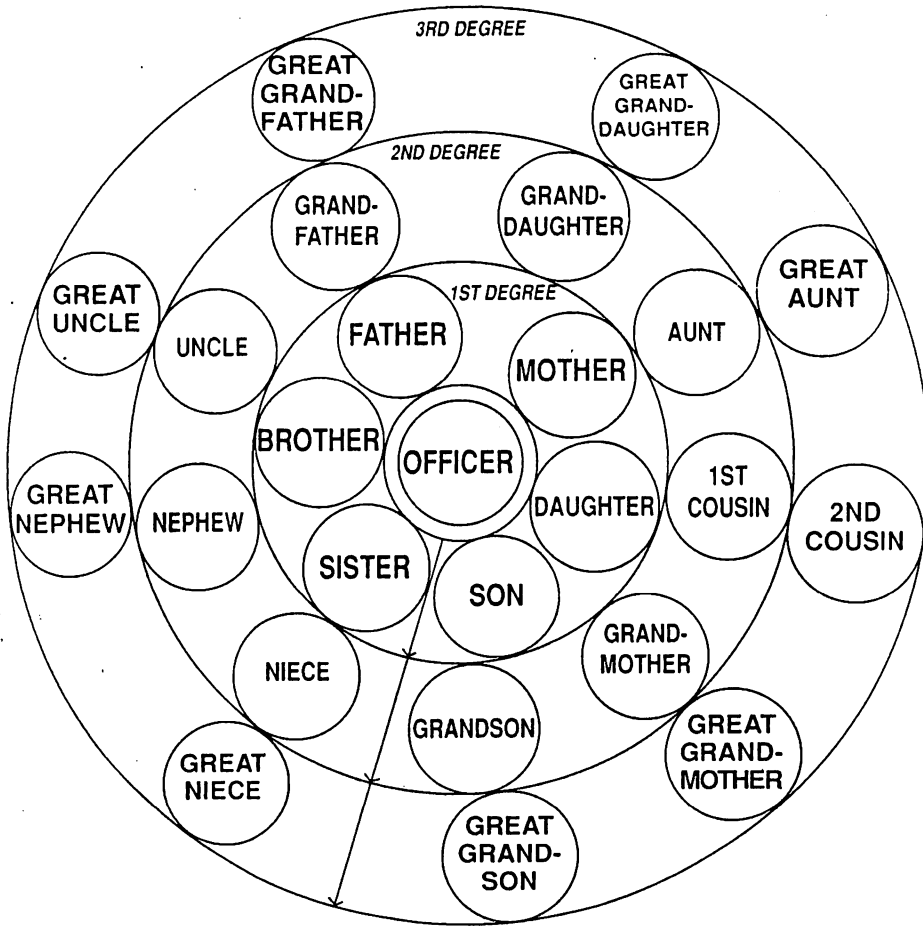 3RD DEGREE
GREAT
GRAND-
FATHER
GREAT
GRAND-
DAUGHTER
2ND DEGREE
GRAND-
FATHER
GRAND-
DAUGHTER
GREAT
UNCLE
GREAT
AUNT
1ST DEGREE
UNCLE
FATHER
MOTHER
AUNT
BROTHER
OFFICER
GREAT
NEPHEW
NEPHEW
DAUGHTER
1ST
COUSIN
2ND
COUSIN
SISTER
SON
NIECE
GRAND-
MOTHER
GRANDSON
GREAT
NIECE
GREAT
GRAND-
MOTHER
GREAT
GRAND-
SON